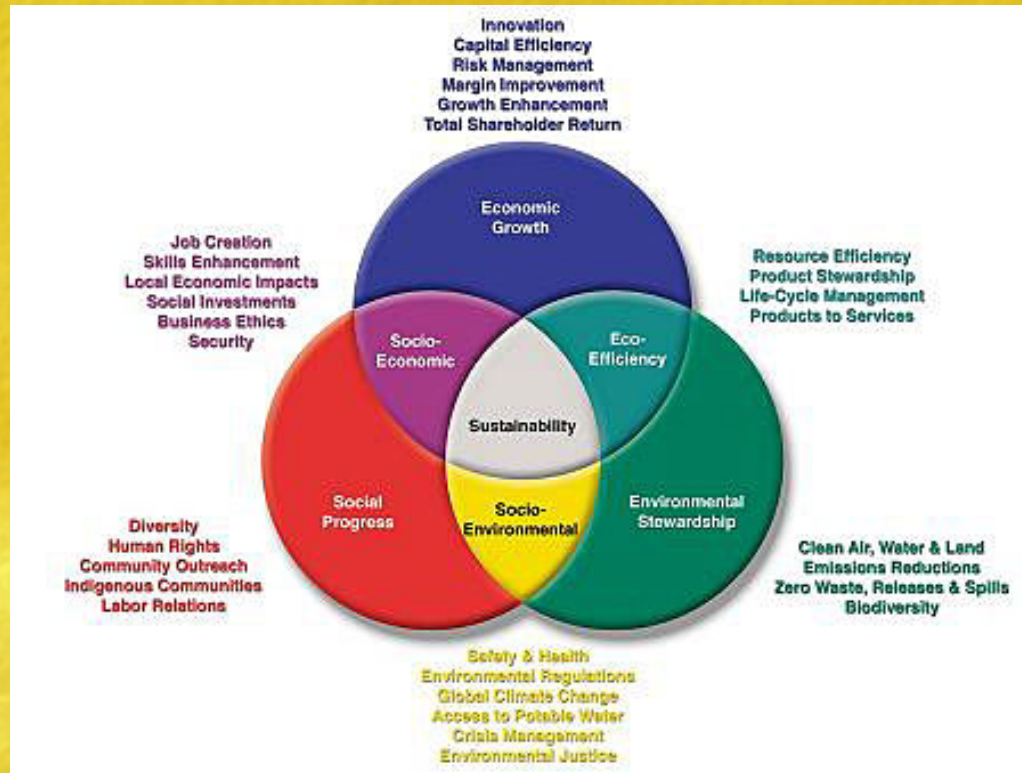 Innovation
Capital Efficiency
Risk Management
Margin Improvement
Growth Enhancement
Total Shareholder Return
Economic
Growth
Job Creation
Skills Enhancement
Local Economic Impacts
Social Investments
Business Ethics
Security
Resource Efficiency
Product Stewardship
Life-Cycle Management
Products to Services
Socio-
Economic
Eco-
Efficiency
Sustainability
Social
Progress
Socio-
Environmental
Environmental
Stewardship
Diversity
Human Rights
Community Outreach
Indigenous Communities
Labor Relations
Clean Air, Water & Land
Emissions Reductions
Zero Waste, Releases & Spills
Biodiversity
Safety & Health
Environmental Regulations
Global Climate Change
Access to Potable Water
Crisis Management
Environmental Justice